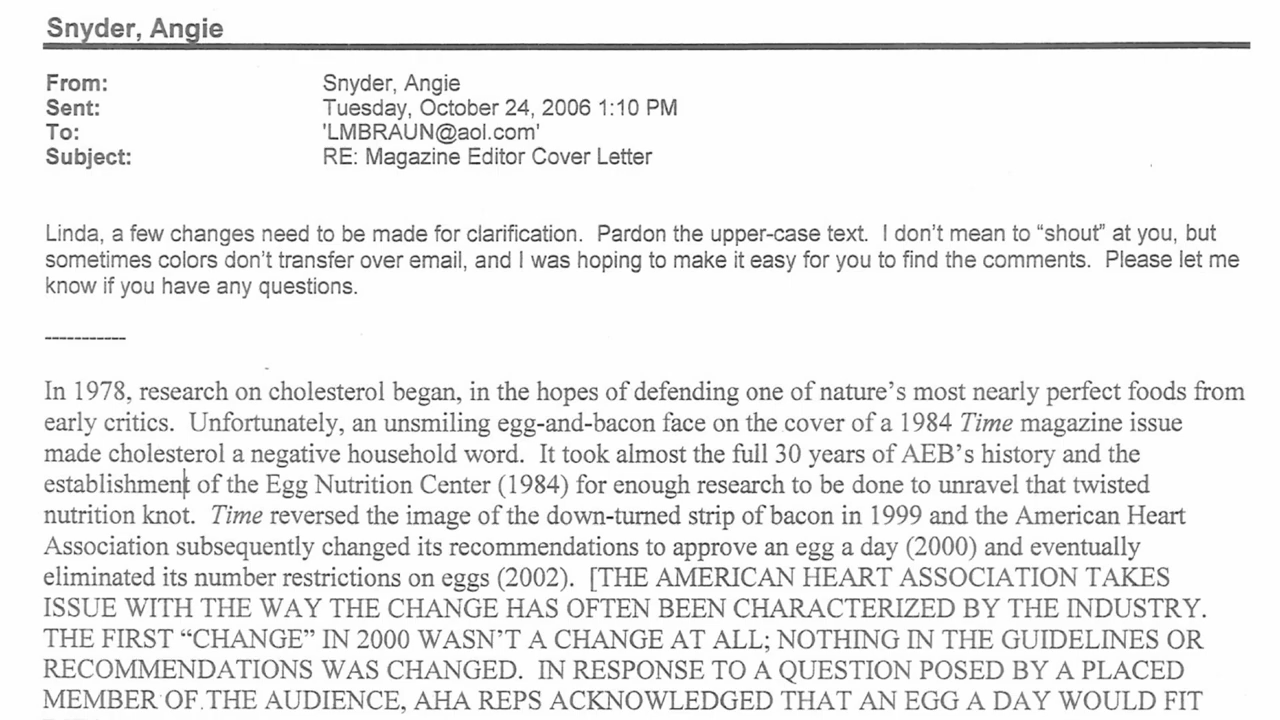 Snyder, Angie
From: Snyder, Angie
Sent: Tuesday, October 24, 2006 1:10 PM
To: 'LMBRAUN@aol.com'
Subject: RE: Magazine Editor Cover Letter
Linda, a few changes need to be made for clarification. Pardon the upper-case text. I don't mean to “shout” at you, but
sometimes colors don't transfer over email, and I was hoping to make it easy for you to find the comments. Please let me
know if you have any questions.
-----------
In 1978, research on cholesterol began, in the hopes of defending one of nature's most nearly perfect foods from
early critics. Unfortunately, an unsmiling egg-and-bacon face on the cover of a 1984 Time magazine issue
made cholesterol a negative household word. It took almost the full 30 years of AEB's history and the
establishment of the Egg Nutrition Center (1984) for enough research to be done to unravel that twisted
nutrition knot. Time reversed the image of the down-turned strip of bacon in 1999 and the American Heart
Association subsequently changed its recommendations to approve an egg a day (2000) and eventually
eliminated its number restrictions on eggs (2002). [THE AMERICAN HEART ASSOCIATION TAKES
ISSUE WITH THE WAY THE CHANGE HAS OFTEN BEEN CHARACTERIZED BY THE INDUSTRY.
THE FIRST “CHANGE” IN 2000 WASN'T A CHANGE AT ALL; NOTHING IN THE GUIDELINES OR
RECOMMENDATIONS WAS CHANGED. IN RESPONSE TO A QUESTION POSED BY A PLACED
MEMBER OF THE AUDIENCE, AHA REPS ACKNOWLEDGED THAT AN EGG A DAY WOULD FIT